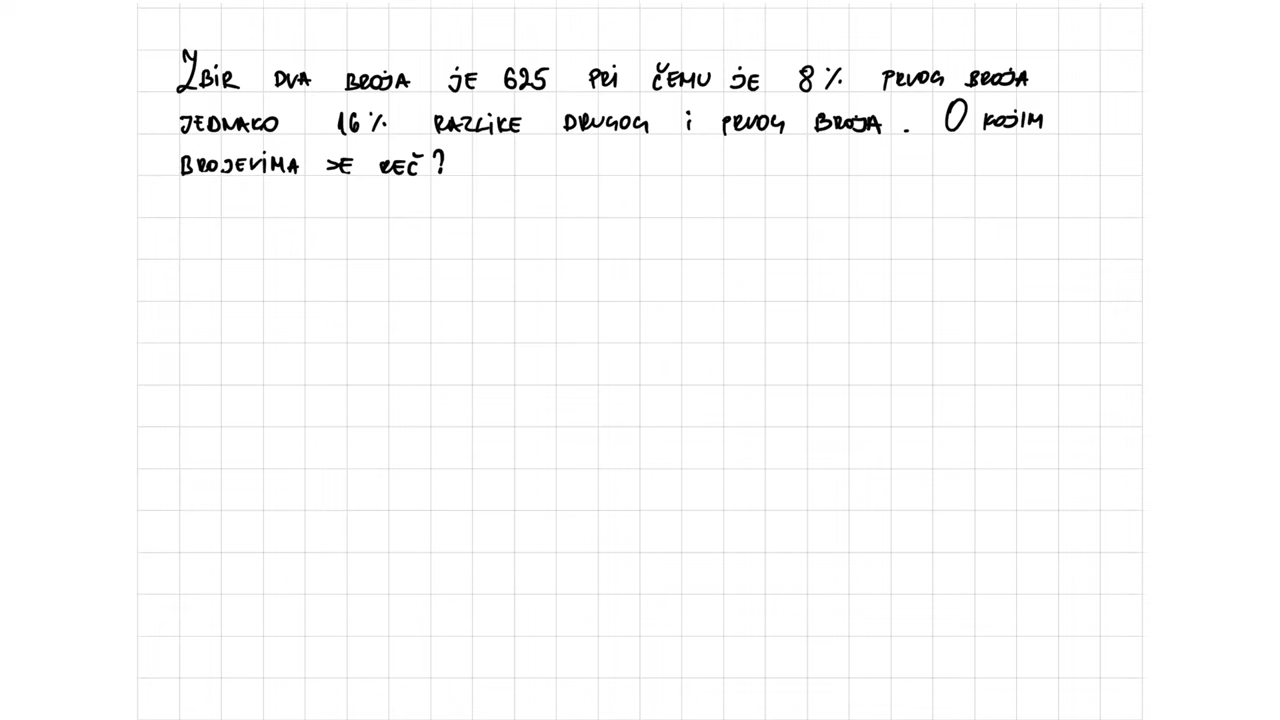 ZBIR DVA BROJA JE 625 PRI ČEMU JE 8% PRVOG BROJA
JEDNAKO 16% RAZLIKE DRUGOG I PRVOG BROJA. O KOJIM
BROJEVIMA JE REČ?